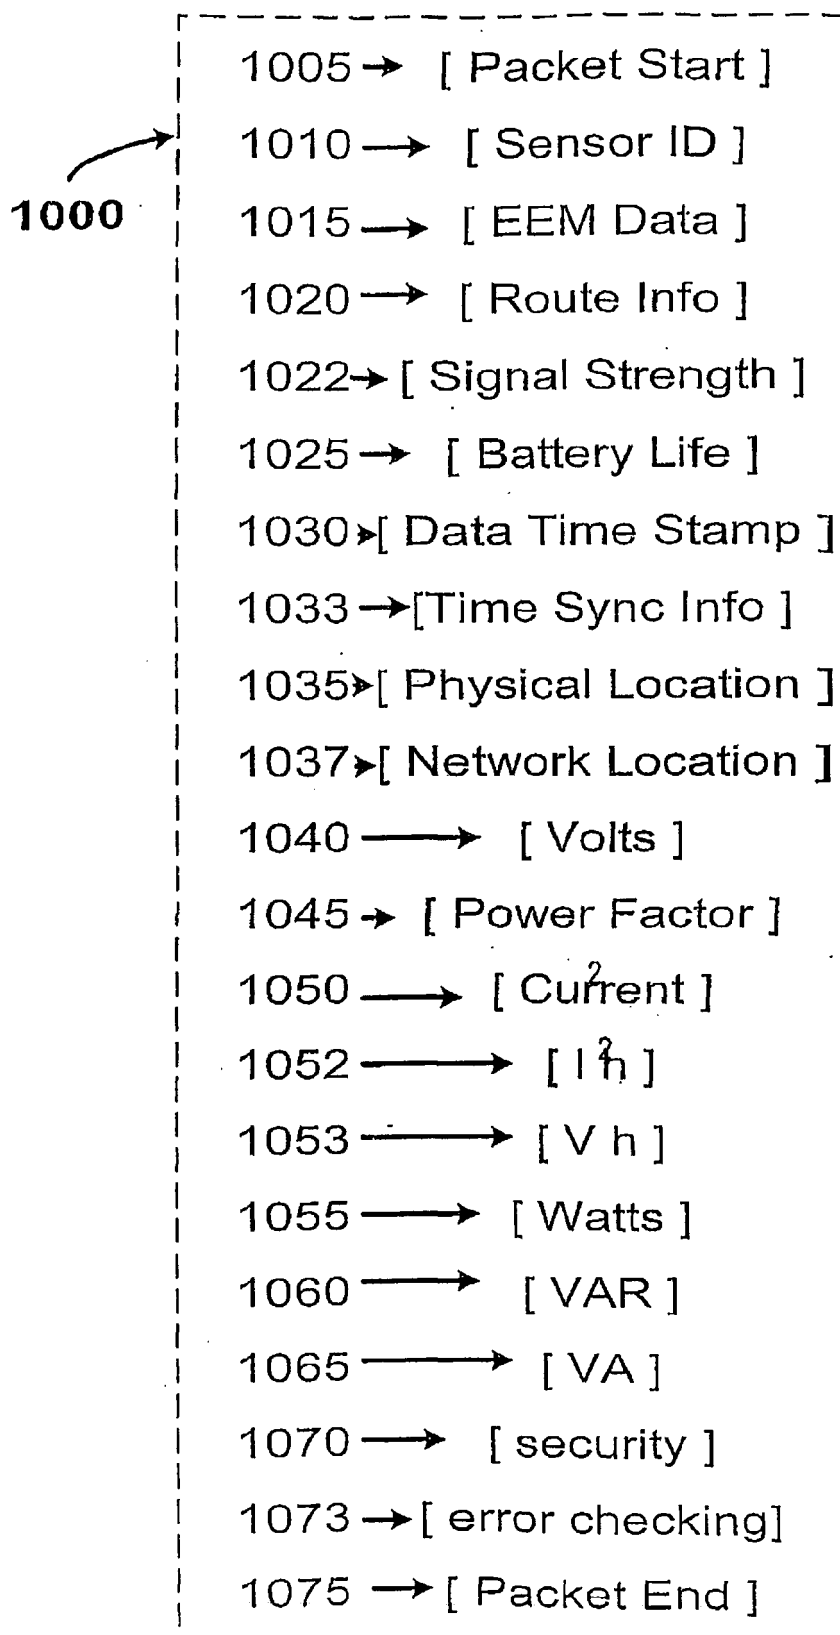 1005 → [ Packet Start ]
1010 → [ Sensor ID ]
1000
1015 → [ EEM Data ]
1020 → [ Route Info ]
1022 → [ Signal Strength ]
1025 → [ Battery Life ]
1030 → [ Data Time Stamp ]
1033 → [Time Sync Info ]
1035 → [ Physical Location ]
1037 → [ Network Location ]
1040 → [ Volts ]
1045 → [ Power Factor ]
1050 → [ Current² ]
1052 → [ I²h ]
1053 → [ V h ]
1055 → [ Watts ]
1060 → [ VAR ]
1065 → [ VA ]
1070 → [ security ]
1073 → [ error checking]
1075 → [ Packet End ]